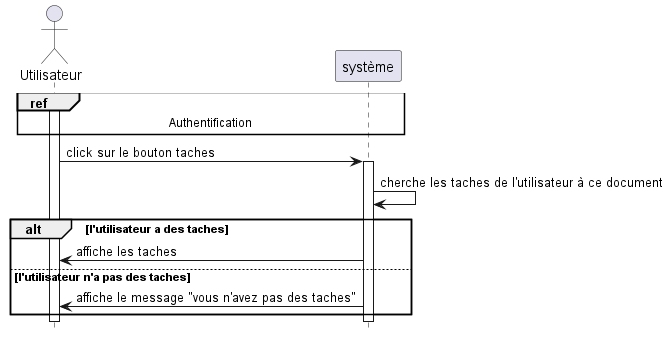 Utilisateur
système
ref
Authentification
click sur le bouton taches
cherche les taches de l'utilisateur à ce document
alt [l'utilisateur a des taches]
affiche les taches
[l'utilisateur n'a pas des taches]
affiche le message "vous n'avez pas des taches"